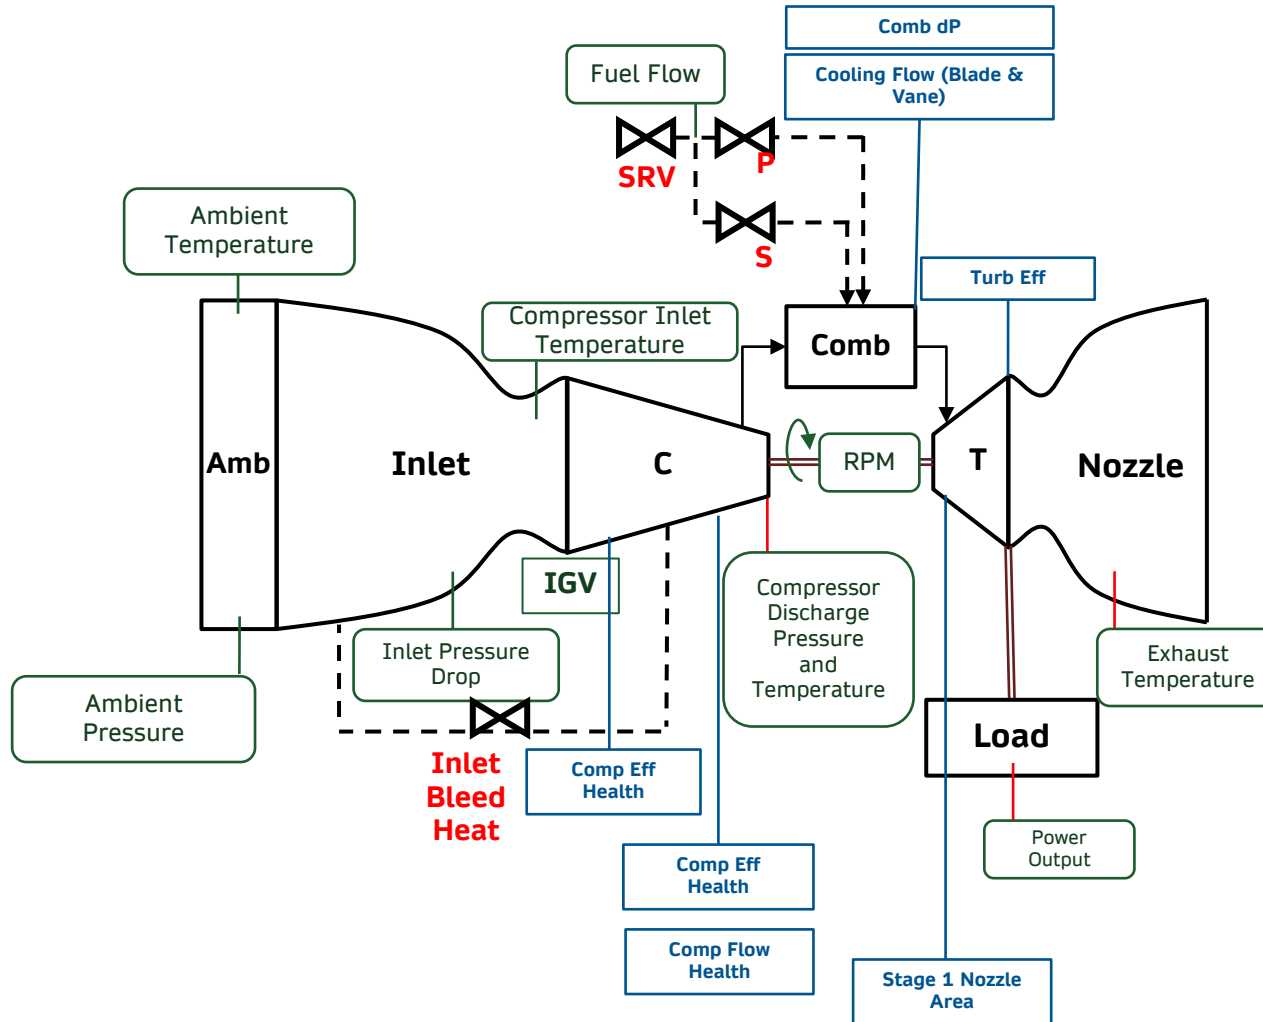 Comb dP
Cooling Flow (Blade &
Vane)
Fuel Flow
SRV
P
S
Ambient
Temperature
Turb Eff
Compressor Inlet
Temperature
Comb
Amb
Inlet
C
RPM
T
Nozzle
IGV
Compressor
Discharge
Pressure
and
Temperature
Inlet Pressure
Drop
Exhaust
Temperature
Ambient
Pressure
Load
Inlet
Bleed
Heat
Comp Eff
Health
Power
Output
Comp Eff
Health
Comp Flow
Health
Stage 1 Nozzle
Area